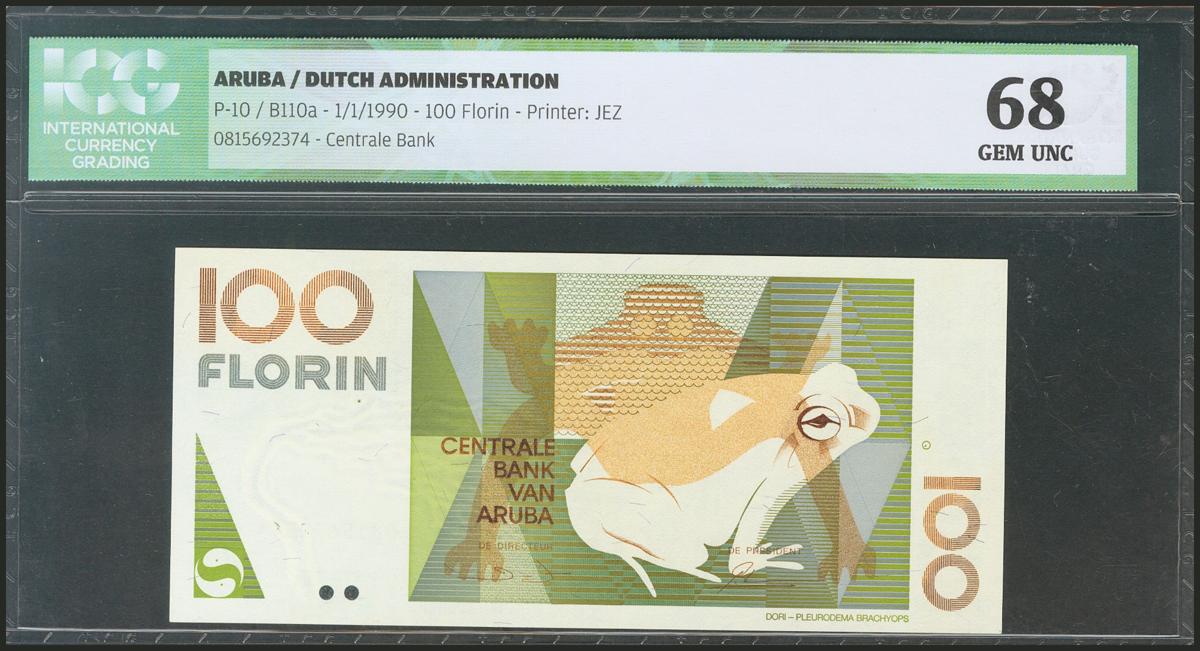 ICG
INTERNATIONAL
CURRENCY
GRADING
ARUBA / DUTCH ADMINISTRATION
P-10 / B110a - 1/1/1990 - 100 Florin - Printer: JEZ
0815692374 - Centrale Bank
68
GEM UNC
100
FLORIN
CENTRALE
BANK
VAN
ARUBA
DE DIRECTEUR
DE PRESIDENT
100
DORI – PLEURODEMA BRACHYOPS